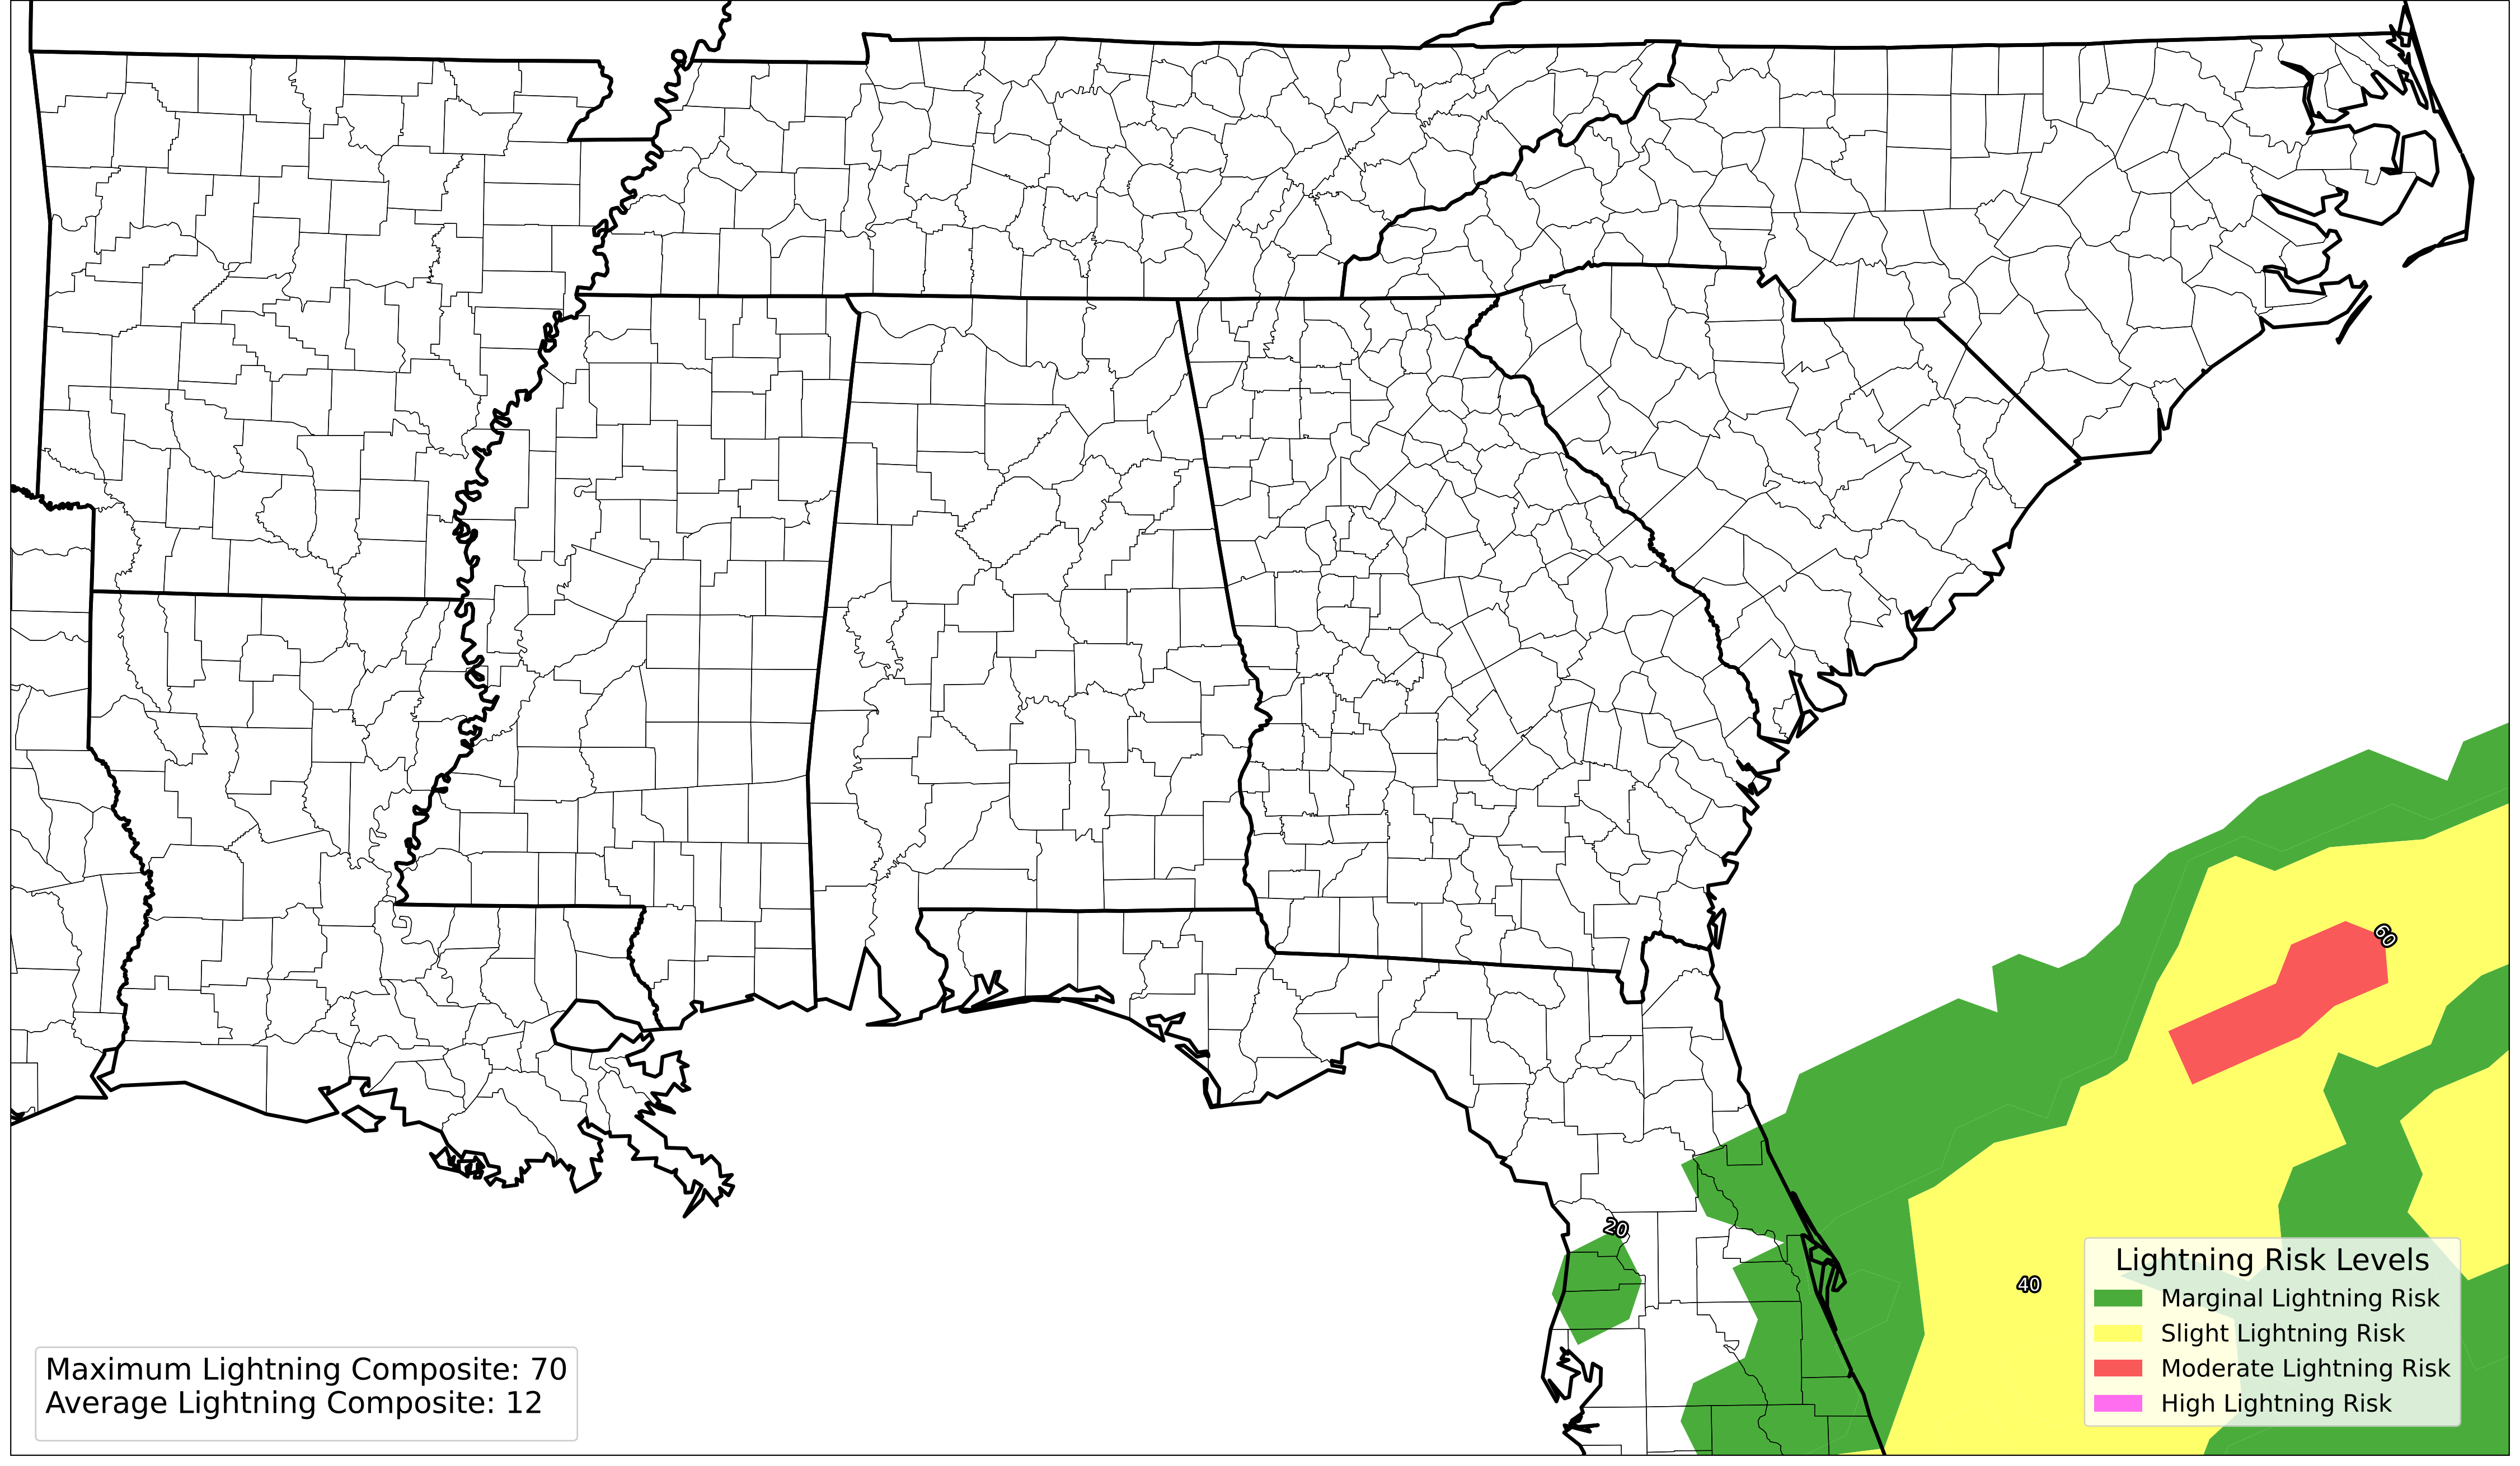 60
20
40
Lightning Risk Levels
Marginal Lightning Risk
Slight Lightning Risk
Moderate Lightning Risk
High Lightning Risk
Maximum Lightning Composite: 70
Average Lightning Composite: 12